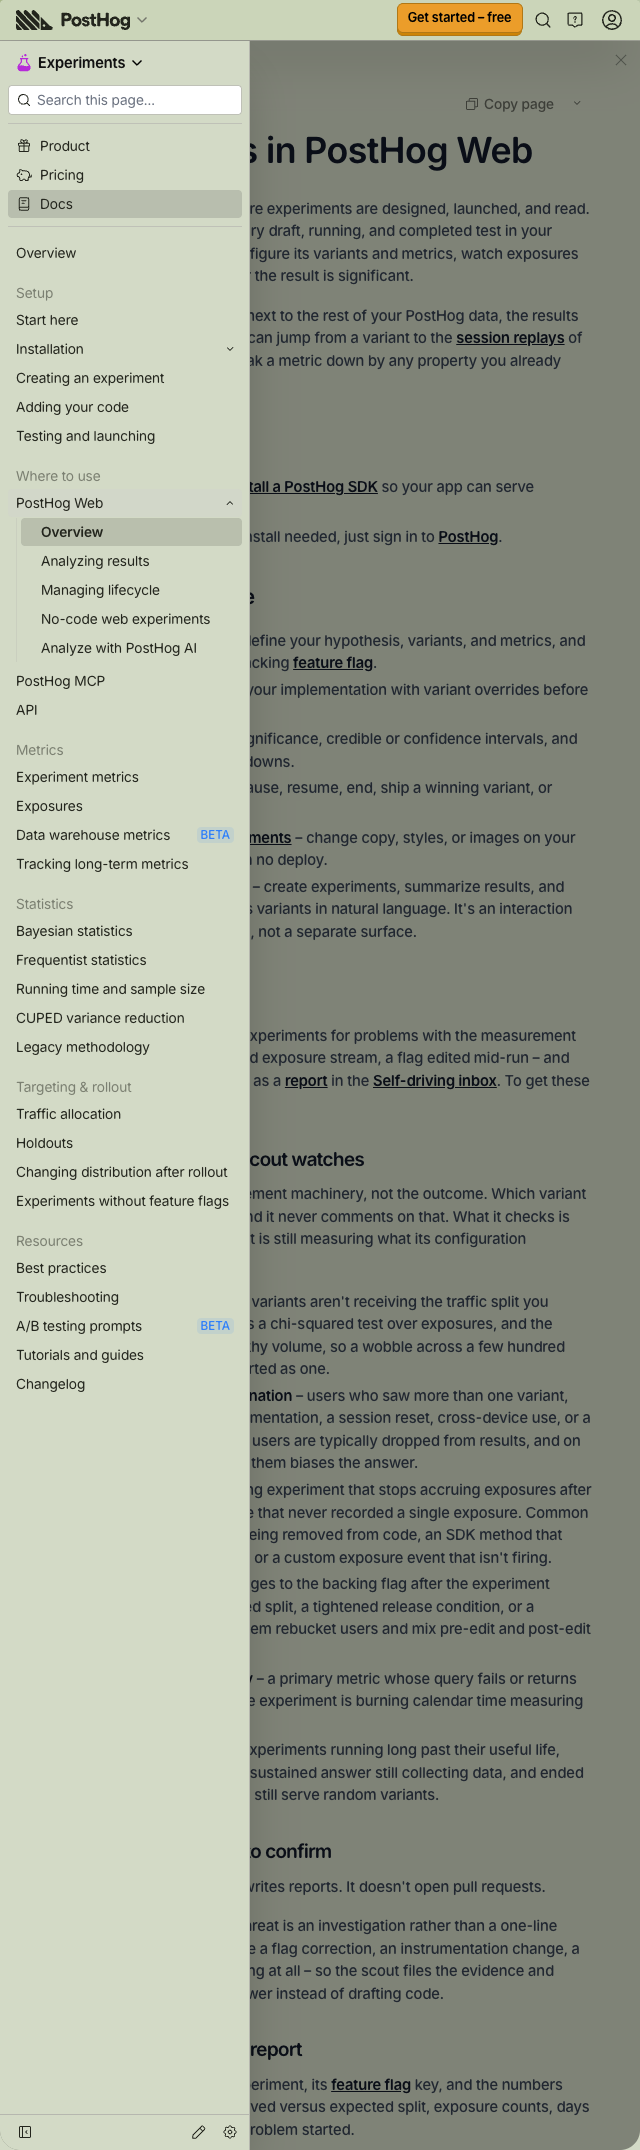 PostHog
Get started – free
Experiments
Search this page...
Product
Pricing
Docs
Overview
Setup
Start here
Installation
Creating an experiment
Adding your code
Testing and launching
Where to use
PostHog Web
Overview
Analyzing results
Managing lifecycle
No-code web experiments
Analyze with PostHog AI
PostHog MCP
API
Metrics
Experiment metrics
Exposures
Data warehouse metrics BETA
Tracking long-term metrics
Statistics
Bayesian statistics
Frequentist statistics
Running time and sample size
CUPED variance reduction
Legacy methodology
Targeting & rollout
Traffic allocation
Holdouts
Changing distribution after rollout
Experiments without feature flags
Resources
Best practices
Troubleshooting
A/B testing prompts BETA
Tutorials and guides
Changelog
Copy page
s in PostHog Web
re experiments are designed, launched, and read.
ry draft, running, and completed test in your
figure its variants and metrics, watch exposures
r the result is significant.
next to the rest of your PostHog data, the results
can jump from a variant to the session replays of
ak a metric down by any property you already
tall a PostHog SDK so your app can serve
nstall needed, just sign in to PostHog.
e
define your hypothesis, variants, and metrics, and
acking feature flag.
your implementation with variant overrides before
gnificance, credible or confidence intervals, and
downs.
ause, resume, end, ship a winning variant, or
ments – change copy, styles, or images on your
no deploy.
– create experiments, summarize results, and
s variants in natural language. It's an interaction
, not a separate surface.
experiments for problems with the measurement
d exposure stream, a flag edited mid-run – and
as a report in the Self-driving inbox. To get these
cout watches
ement machinery, not the outcome. Which variant
nd it never comments on that. What it checks is
t is still measuring what its configuration
variants aren't receiving the traffic split you
s a chi-squared test over exposures, and the
hy volume, so a wobble across a few hundred
rted as one.
nation – users who saw more than one variant,
mentation, a session reset, cross-device use, or a
users are typically dropped from results, and on
them biases the answer.
ng experiment that stops accruing exposures after
e that never recorded a single exposure. Common
being removed from code, an SDK method that
or a custom exposure event that isn't firing.
ges to the backing flag after the experiment
ed split, a tightened release condition, or a
em rebucket users and mix pre-edit and post-edit
y – a primary metric whose query fails or returns
e experiment is burning calendar time measuring
experiments running long past their useful life,
sustained answer still collecting data, and ended
still serve random variants.
to confirm
writes reports. It doesn't open pull requests.
hreat is an investigation rather than a one-line
e a flag correction, an instrumentation change, a
ng at all – so the scout files the evidence and
wer instead of drafting code.
report
eriment, its feature flag key, and the numbers
ved versus expected split, exposure counts, days
roblem started.